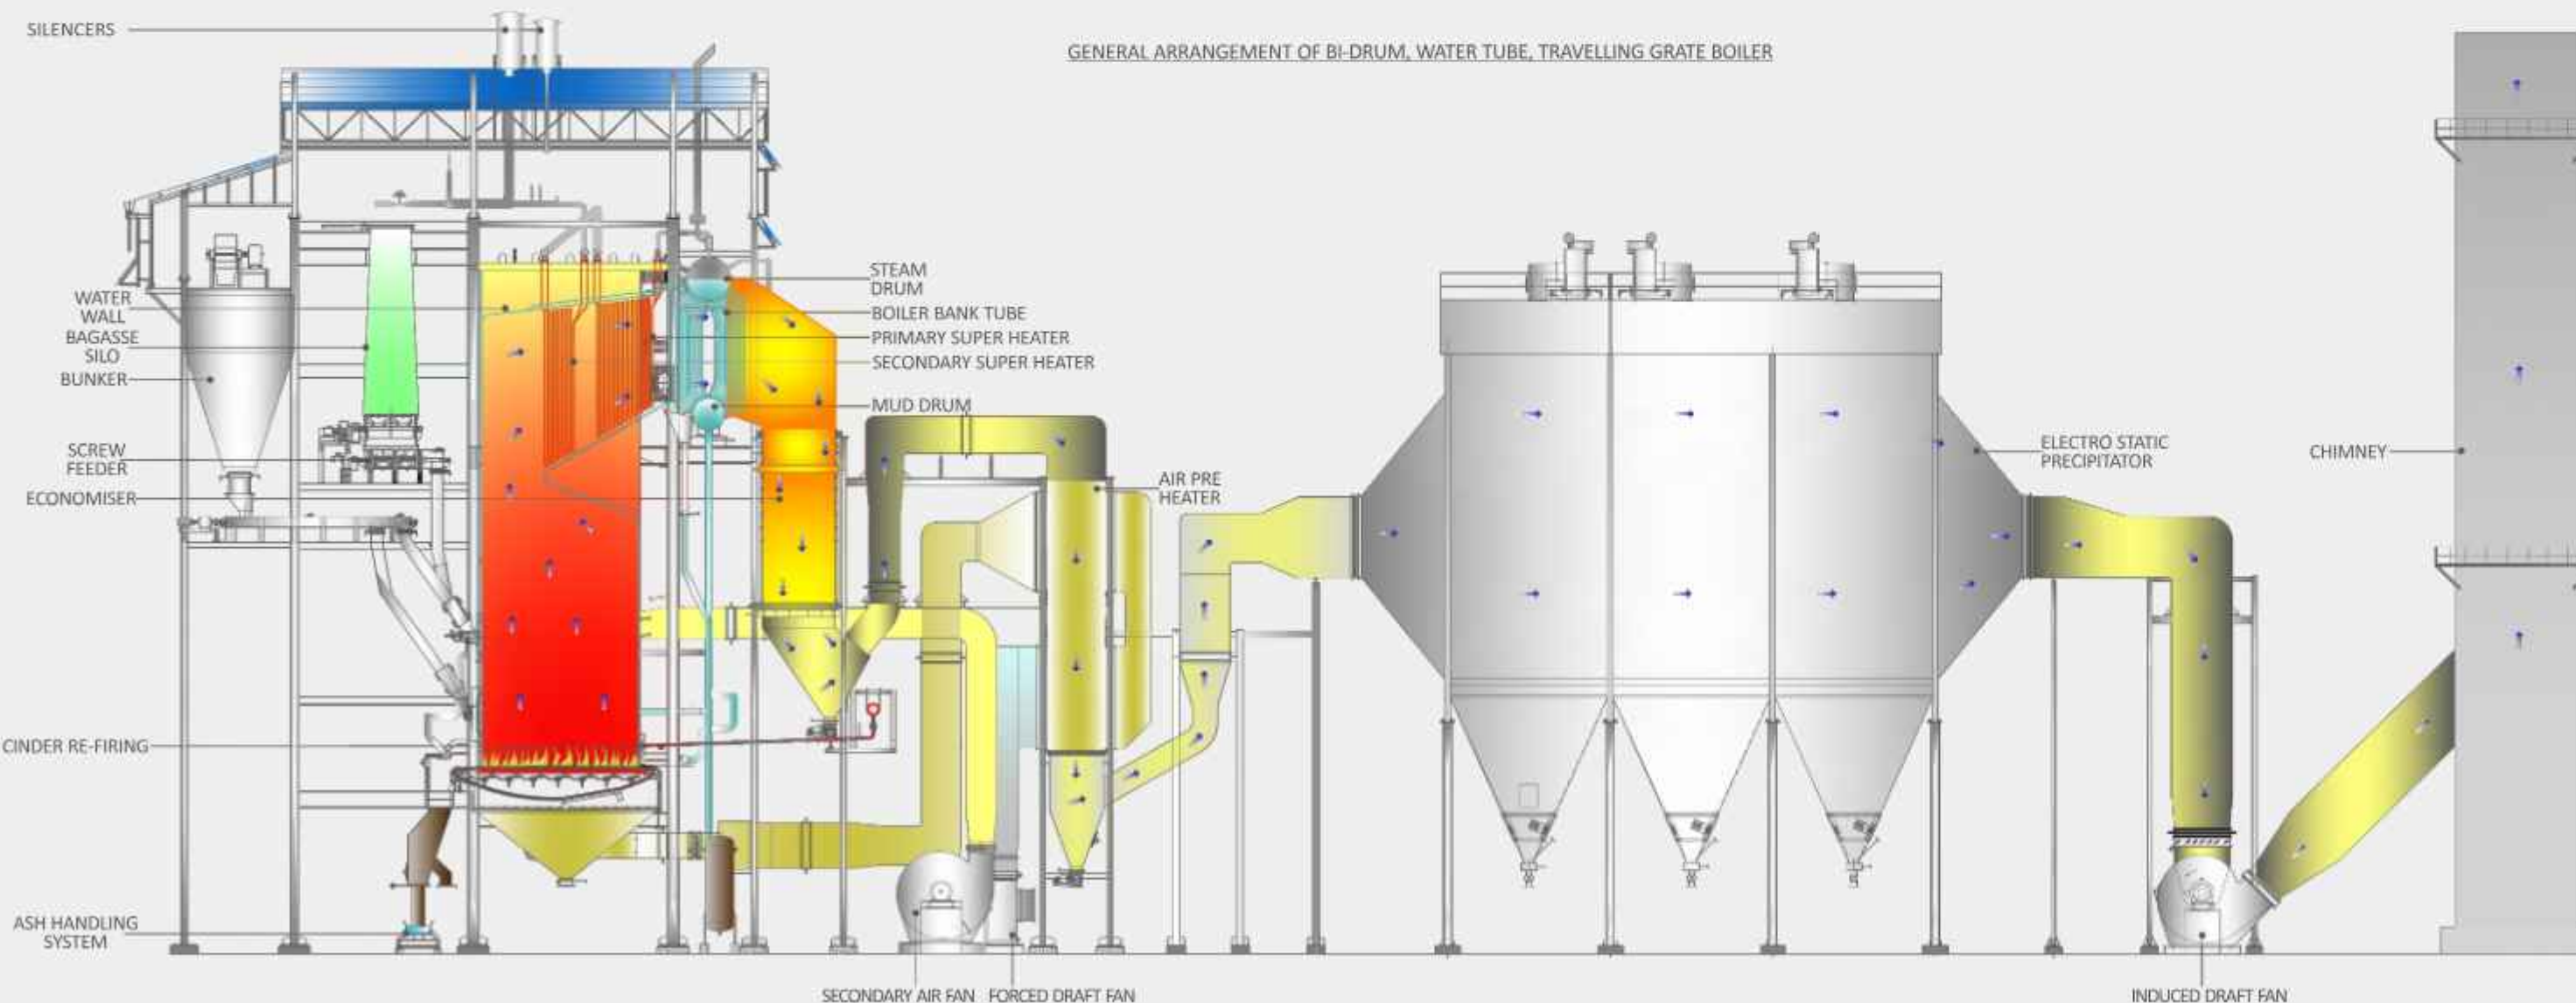 SILENCERS
GENERAL ARRANGEMENT OF BI-DRUM, WATER TUBE, TRAVELLING GRATE BOILER
WATER
WALL
BAGASSE
SILO
BUNKER
SCREW
FEEDER
ECONOMISER
CINDER RE-FIRING
ASH HANDLING
SYSTEM
STEAM
DRUM
BOILER BANK TUBE
PRIMARY SUPER HEATER
SECONDARY SUPER HEATER
MUD DRUM
AIR PRE
HEATER
ELECTRO STATIC
PRECIPITATOR
CHIMNEY
SECONDARY AIR FAN
FORCED DRAFT FAN
INDUCED DRAFT FAN